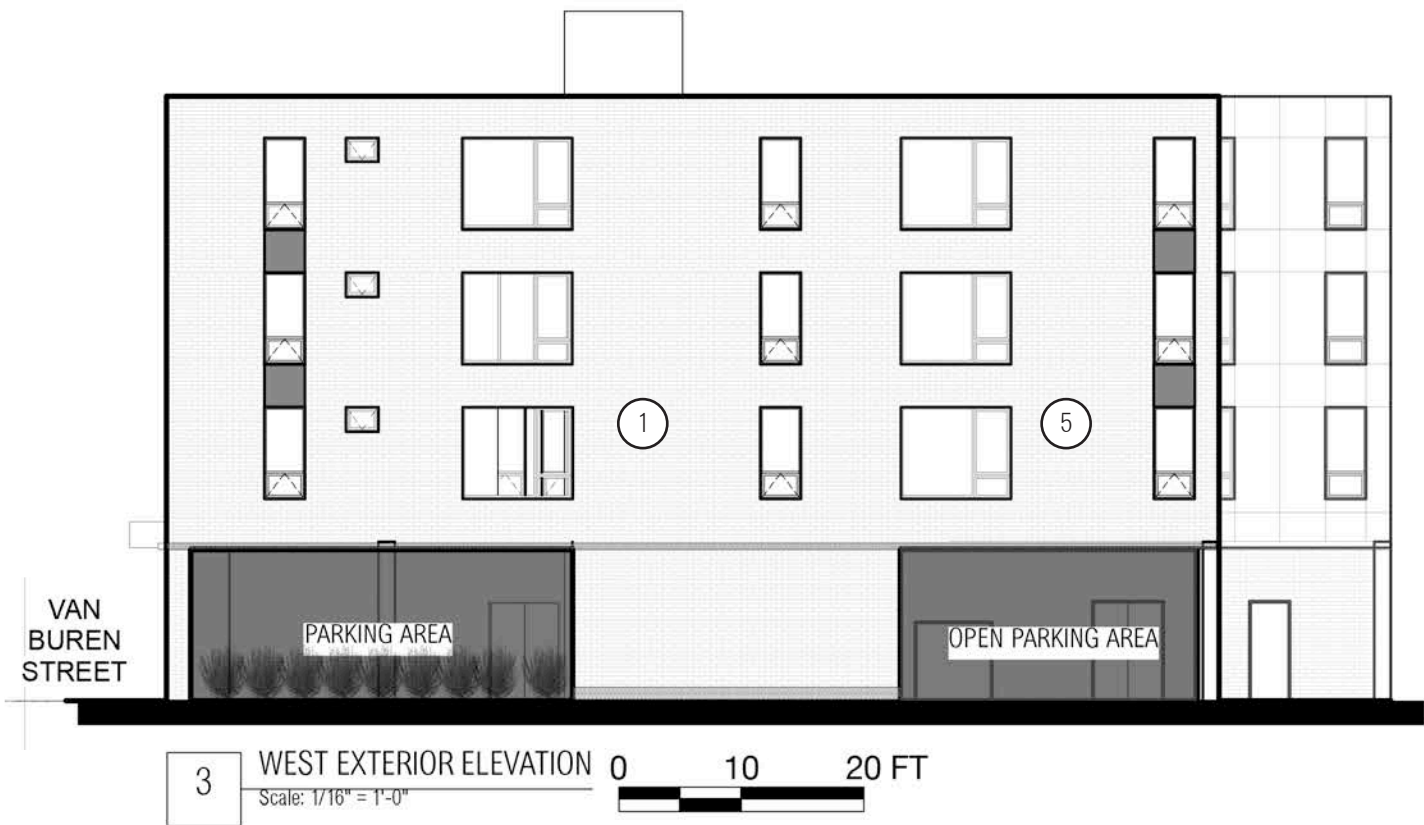 1
5
PARKING AREA
OPEN PARKING AREA
VAN
BUREN
STREET
3
WEST EXTERIOR ELEVATION
Scale: 1/16" = 1'-0"
0 10 20 FT